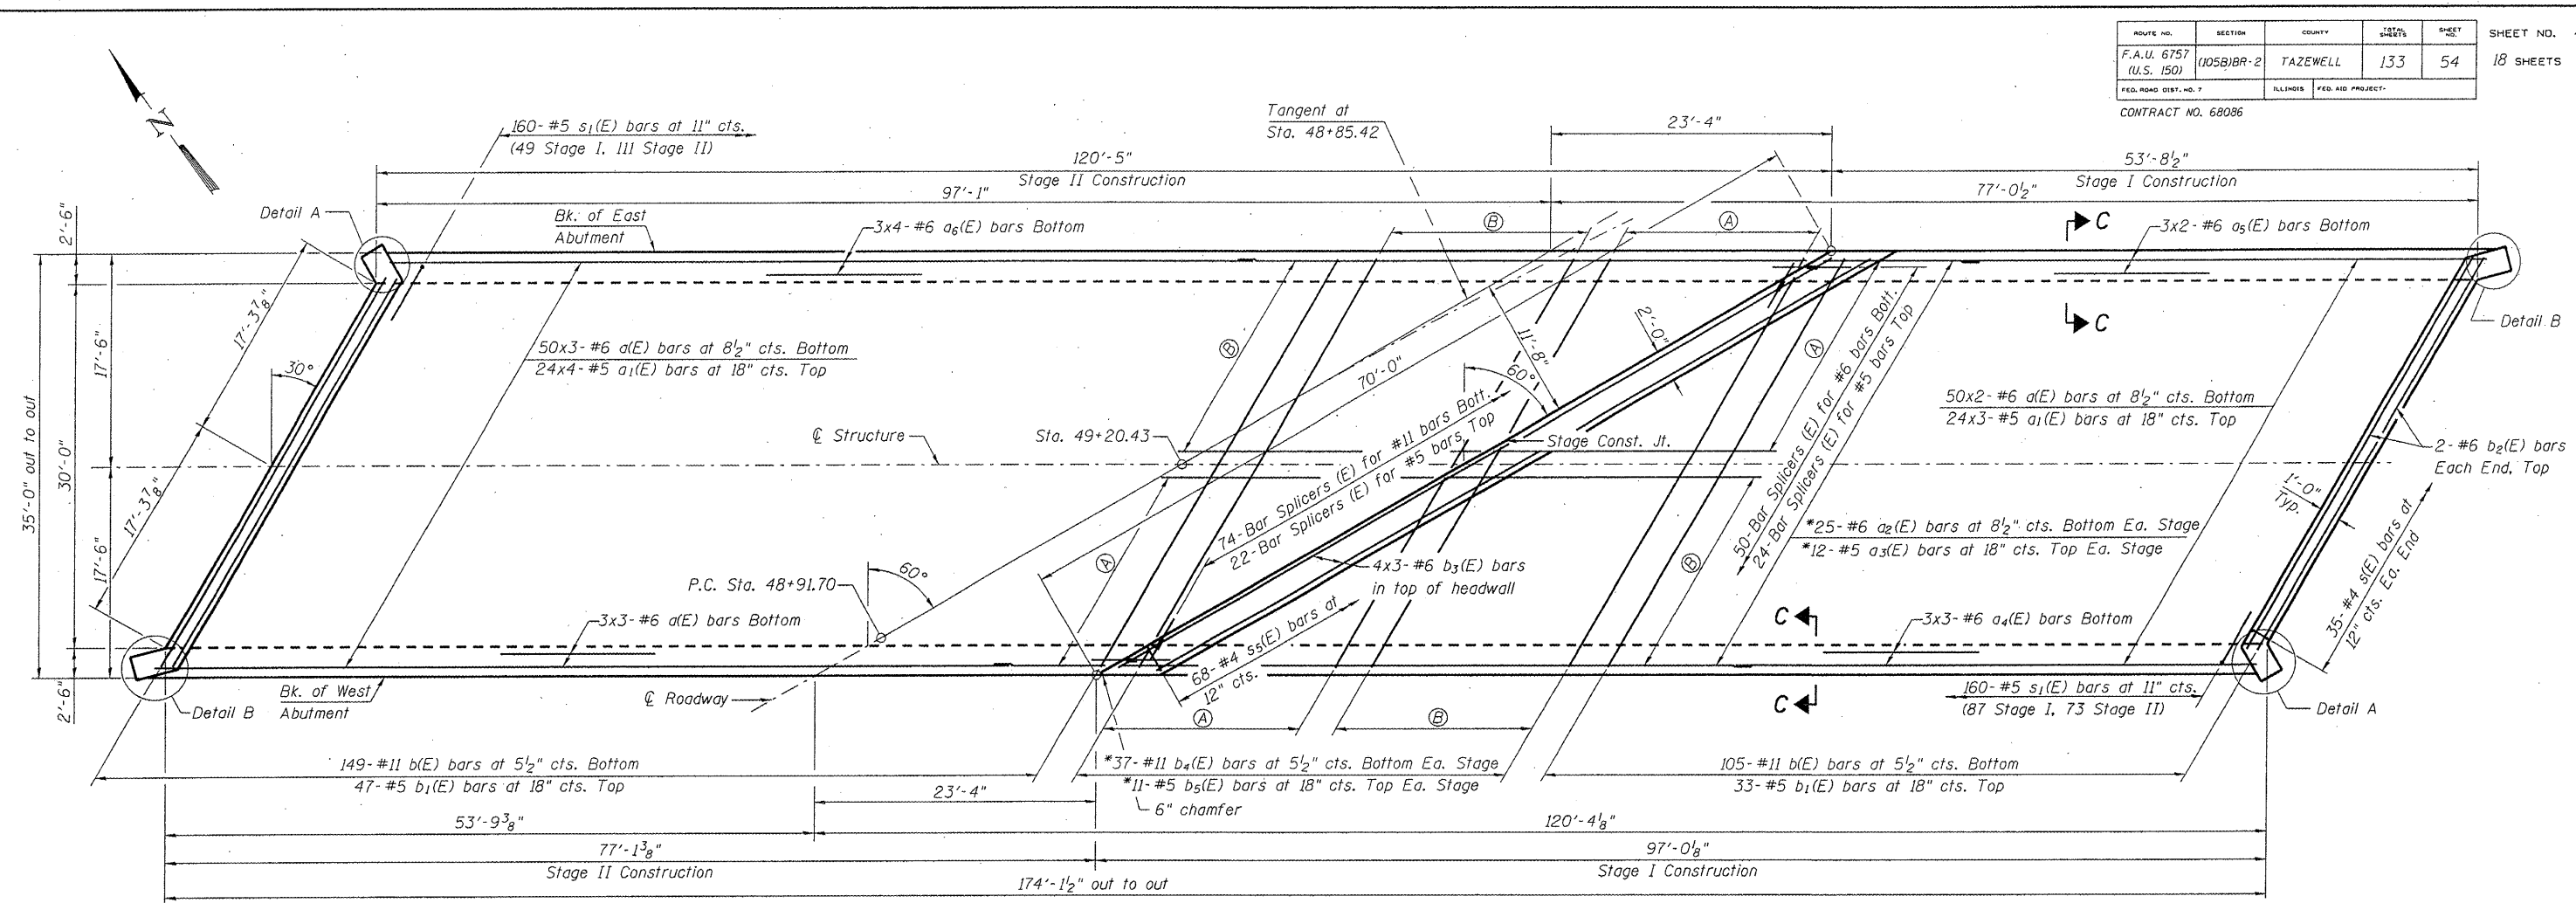 ROUTE NO. SECTION COUNTY TOTAL SHEETS SHEET NO.
F.A.U. 6757 (U.S. 150) (105B)BR-2 TAZEWELL 133 54
FED. ROAD DIST. NO. 7 ILLINOIS FED. AID PROJECT-
SHEET NO.
18 SHEETS
CONTRACT NO. 68086
N
160- #5 s1(E) bars at 11" cts.
(49 Stage I, 111 Stage II)
Tangent at
Sta. 48+85.42
23'-4"
120'-5"
Stage II Construction
53'-8½"
Stage I Construction
97'-1"
77'-0½"
Detail A
Bk. of East
Abutment
3x4- #6 a6(E) bars Bottom
B
A
C
3x2- #6 a5(E) bars Bottom
C
Detail B
2'-6"
17'-3⅞"
17'-6"
30°
50x3- #6 a(E) bars at 8½" cts. Bottom
24x4- #5 a1(E) bars at 18" cts. Top
B
70'-0"
11'-8"
2'-0"
60°
A
50-Bar Splicers (E) for #6 bars Bott.
24-Bar Splicers (E) for #5 bars Top
50x2- #6 a(E) bars at 8½" cts. Bottom
24x3- #5 a1(E) bars at 18" cts. Top
35'-0" out to out
30'-0"
℄ Structure
Sta. 49+20.43
Stage Const. Jt.
74-Bar Splicers (E) for #11 bars Bott.
22-Bar Splicers (E) for #5 bars Top
2- #6 b2(E) bars
Each End, Top
1'-0"
Typ.
17'-3⅞"
17'-6"
*25- #6 a2(E) bars at 8½" cts. Bottom Ea. Stage
*12- #5 a3(E) bars at 18" cts. Top Ea. Stage
35- #4 s(E) bars at
12" cts. Ea. End
A
B
P.C. Sta. 48+91.70
60°
4x3- #6 b3(E) bars
in top of headwall
3x3- #6 a(E) bars Bottom
C
3x3- #6 a4(E) bars Bottom
68- #4 ss(E) bars at
12" cts.
2'-6"
Detail B
Bk. of West
Abutment
℄ Roadway
A
B
C
160- #5 s1(E) bars at 11" cts.
(87 Stage I, 73 Stage II)
Detail A
149- #11 b(E) bars at 5½" cts. Bottom
47- #5 b1(E) bars at 18" cts. Top
*37- #11 b4(E) bars at 5½" cts. Bottom Ea. Stage
*11- #5 b5(E) bars at 18" cts. Top Ea. Stage
6" chamfer
105- #11 b(E) bars at 5½" cts. Bottom
33- #5 b1(E) bars at 18" cts. Top
23'-4"
53'-9⅜"
120'-4⅛"
77'-1⅜"
Stage II Construction
97'-0⅛"
Stage I Construction
174'-1½" out to out